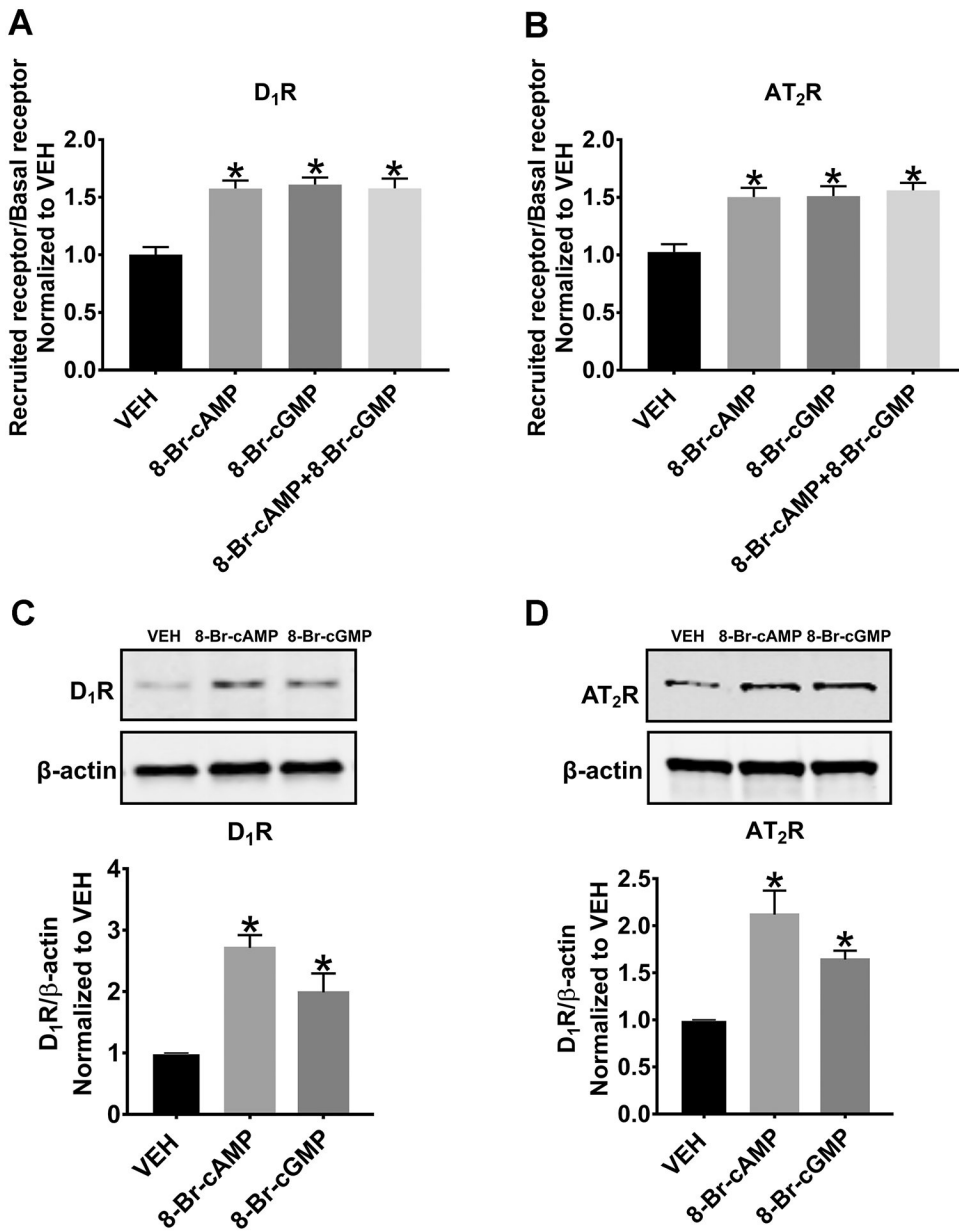 A
D₁R
Recruited receptor/Basal receptor
Normalized to VEH
2.0
1.5
1.0
0.5
0.0
* * *
VEH
8-Br-cAMP
8-Br-cGMP
8-Br-cAMP+8-Br-cGMP
B
AT₂R
Recruited receptor/Basal receptor
Normalized to VEH
2.0
1.5
1.0
0.5
0.0
* * *
VEH
8-Br-cAMP
8-Br-cGMP
8-Br-cAMP+8-Br-cGMP
C
VEH 8-Br-cAMP 8-Br-cGMP
D₁R
β-actin
D₁R
D₁R/β-actin
Normalized to VEH
4
3
2
1
0
* *
VEH
8-Br-cAMP
8-Br-cGMP
D
VEH 8-Br-cAMP 8-Br-cGMP
AT₂R
β-actin
AT₂R
D₁R/β-actin
Normalized to VEH
2.5
2.0
1.5
1.0
0.5
0.0
* *
VEH
8-Br-cAMP
8-Br-cGMP